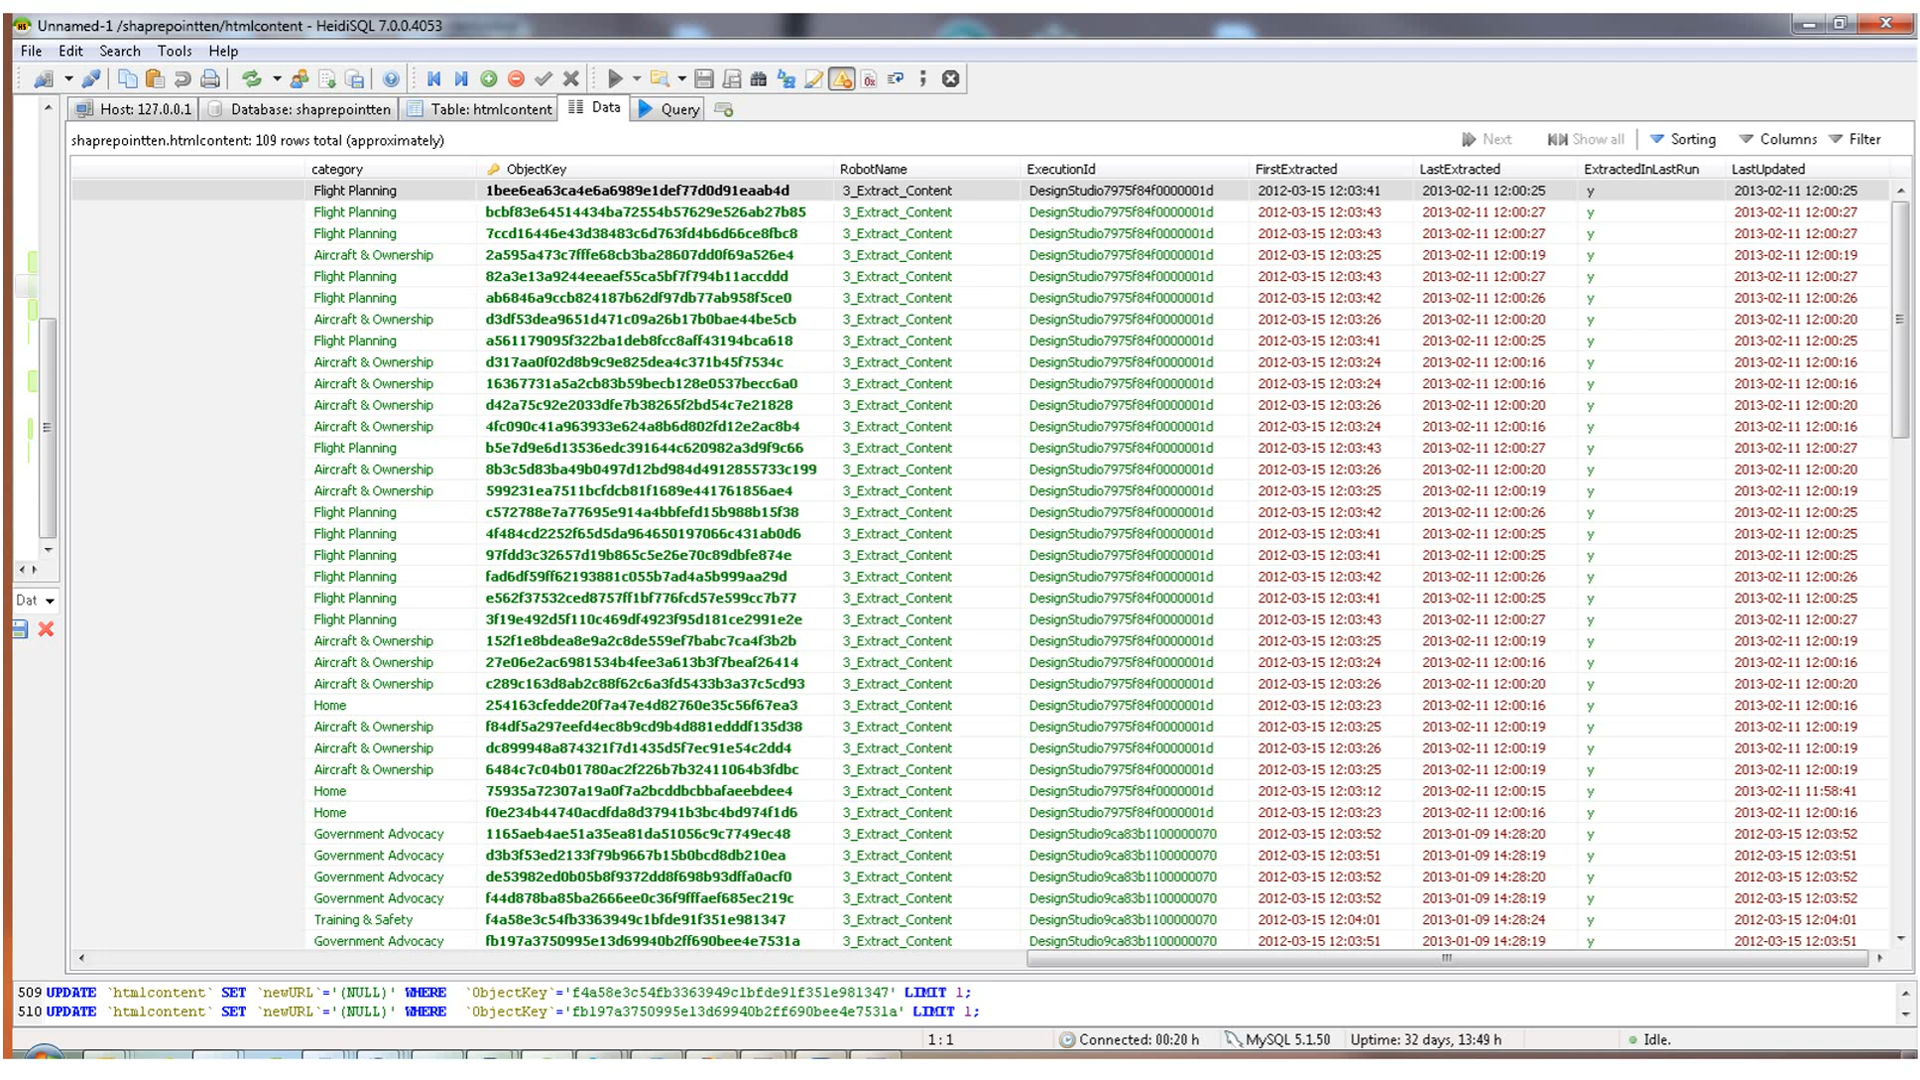 Unnamed-1 /shaprepointten/htmlcontent - HeidiSQL 7.0.0.4053
File Edit Search Tools Help
Host: 127.0.0.1 Database: shaprepointten Table: htmlcontent Data Query
shaprepointten.htmlcontent: 109 rows total (approximately) Next Show all Sorting Columns Filter
category ObjectKey RobotName ExecutionId FirstExtracted LastExtracted ExtractedInLastRun LastUpdated
Flight Planning 1bee6ea63ca4e6a6989e1def77d0d91eaab4d 3_Extract_Content DesignStudio7975f84f0000001d 2012-03-15 12:03:41 2013-02-11 12:00:25 y 2013-02-11 12:00:25
Flight Planning bcbf83e64514434ba72554b57629e526ab27b85 3_Extract_Content DesignStudio7975f84f0000001d 2012-03-15 12:03:43 2013-02-11 12:00:27 y 2013-02-11 12:00:27
Flight Planning 7ccd16446e43d38483c6d763fd4b6d66ce8fbc8 3_Extract_Content DesignStudio7975f84f0000001d 2012-03-15 12:03:43 2013-02-11 12:00:27 y 2013-02-11 12:00:27
Aircraft & Ownership 2a595a473c7fffe68cb3ba28607dd0f69a526e4 3_Extract_Content DesignStudio7975f84f0000001d 2012-03-15 12:03:25 2013-02-11 12:00:19 y 2013-02-11 12:00:19
Flight Planning 82a3e13a9244eeaef55ca5bf7f794b11accddd 3_Extract_Content DesignStudio7975f84f0000001d 2012-03-15 12:03:43 2013-02-11 12:00:27 y 2013-02-11 12:00:27
Flight Planning ab6846a9ccb824187b62df97db77ab958f5ce0 3_Extract_Content DesignStudio7975f84f0000001d 2012-03-15 12:03:42 2013-02-11 12:00:26 y 2013-02-11 12:00:26
Aircraft & Ownership d3df53dea9651d471c09a26b17b0bae44be5cb 3_Extract_Content DesignStudio7975f84f0000001d 2012-03-15 12:03:26 2013-02-11 12:00:20 y 2013-02-11 12:00:20
Flight Planning a561179095f322ba1deb8fcc8aff43194bca618 3_Extract_Content DesignStudio7975f84f0000001d 2012-03-15 12:03:41 2013-02-11 12:00:25 y 2013-02-11 12:00:25
Aircraft & Ownership d317aa0f02d8b9c9e825dea4c371b45f7534c 3_Extract_Content DesignStudio7975f84f0000001d 2012-03-15 12:03:24 2013-02-11 12:00:16 y 2013-02-11 12:00:16
Aircraft & Ownership 16367731a5a2cb83b59becb128e0537becc6a0 3_Extract_Content DesignStudio7975f84f0000001d 2012-03-15 12:03:24 2013-02-11 12:00:16 y 2013-02-11 12:00:16
Aircraft & Ownership d42a75c92e2033dfe7b38265f2bd54c7e21828 3_Extract_Content DesignStudio7975f84f0000001d 2012-03-15 12:03:26 2013-02-11 12:00:20 y 2013-02-11 12:00:20
Aircraft & Ownership 4fc090c41a963933e624a8b6d802fd12e2ac8b4 3_Extract_Content DesignStudio7975f84f0000001d 2012-03-15 12:03:24 2013-02-11 12:00:16 y 2013-02-11 12:00:16
Flight Planning b5e7d9e6d13536edc391644c620982a3d9f9c66 3_Extract_Content DesignStudio7975f84f0000001d 2012-03-15 12:03:43 2013-02-11 12:00:27 y 2013-02-11 12:00:27
Aircraft & Ownership 8b3c5d83ba49b0497d12bd984d4912855733c199 3_Extract_Content DesignStudio7975f84f0000001d 2012-03-15 12:03:26 2013-02-11 12:00:20 y 2013-02-11 12:00:20
Aircraft & Ownership 599231ea7511bcfdcb81f1689e441761856ae4 3_Extract_Content DesignStudio7975f84f0000001d 2012-03-15 12:03:25 2013-02-11 12:00:19 y 2013-02-11 12:00:19
Flight Planning c572788e7a77695e914a4bbfefd15b988b15f38 3_Extract_Content DesignStudio7975f84f0000001d 2012-03-15 12:03:42 2013-02-11 12:00:26 y 2013-02-11 12:00:25
Flight Planning 4f484cd2252f65d5da964650197066c431ab0d6 3_Extract_Content DesignStudio7975f84f0000001d 2012-03-15 12:03:41 2013-02-11 12:00:25 y 2013-02-11 12:00:25
Flight Planning 97fdd3c32657d19b865c5e26e70c89dbfe874e 3_Extract_Content DesignStudio7975f84f0000001d 2012-03-15 12:03:41 2013-02-11 12:00:25 y 2013-02-11 12:00:25
Flight Planning fad6df59ff62193881c055b7ad4a5b999aa29d 3_Extract_Content DesignStudio7975f84f0000001d 2012-03-15 12:03:42 2013-02-11 12:00:26 y 2013-02-11 12:00:26
Flight Planning e562f37532ced8757ff1bf776fcd57e599cc7b77 3_Extract_Content DesignStudio7975f84f0000001d 2012-03-15 12:03:41 2013-02-11 12:00:25 y 2013-02-11 12:00:25
Flight Planning 3f19e492d5f110c469df4923f95d181ce2991e2e 3_Extract_Content DesignStudio7975f84f0000001d 2012-03-15 12:03:43 2013-02-11 12:00:27 y 2013-02-11 12:00:27
Aircraft & Ownership 152f1e8bdea8e9a2c8de559ef7babc7ca4f3b2b 3_Extract_Content DesignStudio7975f84f0000001d 2012-03-15 12:03:25 2013-02-11 12:00:19 y 2013-02-11 12:00:19
Aircraft & Ownership 27e06e2ac6981534b4fee3a613b3f7beaf26414 3_Extract_Content DesignStudio7975f84f0000001d 2012-03-15 12:03:24 2013-02-11 12:00:16 y 2013-02-11 12:00:16
Aircraft & Ownership c289c163d8ab2c88f62c6a3fd5433b3a37c5cd93 3_Extract_Content DesignStudio7975f84f0000001d 2012-03-15 12:03:26 2013-02-11 12:00:20 y 2013-02-11 12:00:20
Home 254163cfedde20f7a47e4d82760e35c56f67ea3 3_Extract_Content DesignStudio7975f84f0000001d 2012-03-15 12:03:23 2013-02-11 12:00:16 y 2013-02-11 12:00:16
Aircraft & Ownership f84df5a297eefd4ec8b9cd9b4d881edddf135d38 3_Extract_Content DesignStudio7975f84f0000001d 2012-03-15 12:03:25 2013-02-11 12:00:19 y 2013-02-11 12:00:19
Aircraft & Ownership dc899948a874321f7d1435d5f7ec91e54c2dd4 3_Extract_Content DesignStudio7975f84f0000001d 2012-03-15 12:03:26 2013-02-11 12:00:19 y 2013-02-11 12:00:19
Aircraft & Ownership 6484c7c04b01780ac2f226b7b32411064b3fdbc 3_Extract_Content DesignStudio7975f84f0000001d 2012-03-15 12:03:25 2013-02-11 12:00:19 y 2013-02-11 12:00:19
Home 75935a72307a19a0f7a2bcddbcbbafaeebdee4 3_Extract_Content DesignStudio7975f84f0000001d 2012-03-15 12:03:12 2013-02-11 12:00:15 y 2013-02-11 11:58:41
Home f0e234b44740acdfda8d37941b3bc4bd974f1d6 3_Extract_Content DesignStudio7975f84f0000001d 2012-03-15 12:03:23 2013-02-11 12:00:16 y 2013-02-11 12:00:16
Government Advocacy 1165aeb4ae51a35ea81da51056c9c7749ec48 3_Extract_Content DesignStudio9ca83b1100000070 2012-03-15 12:03:52 2013-01-09 14:28:20 y 2012-03-15 12:03:52
Government Advocacy d3b3f53ed2133f79b9667b15b0bcd8db210ea 3_Extract_Content DesignStudio9ca83b1100000070 2012-03-15 12:03:51 2013-01-09 14:28:19 y 2012-03-15 12:03:51
Government Advocacy de53982ed0b05b8f9372dd8f698b93dffa0acf0 3_Extract_Content DesignStudio9ca83b1100000070 2012-03-15 12:03:52 2013-01-09 14:28:20 y 2012-03-15 12:03:52
Government Advocacy f44d878ba85ba2666ee0c36f9fffaef685ec219c 3_Extract_Content DesignStudio9ca83b1100000070 2012-03-15 12:03:52 2013-01-09 14:28:19 y 2012-03-15 12:03:52
Training & Safety f4a58e3c54fb3363949c1bfde91f351e981347 3_Extract_Content DesignStudio9ca83b1100000070 2012-03-15 12:04:01 2013-01-09 14:28:24 y 2012-03-15 12:04:01
Government Advocacy fb197a3750995e13d69940b2ff690bee4e7531a 3_Extract_Content DesignStudio9ca83b1100000070 2012-03-15 12:03:51 2013-01-09 14:28:19 y 2012-03-15 12:03:51
Dat
509 UPDATE `htmlcontent` SET `newURL`='(NULL)' WHERE `ObjectKey`='f4a58e3c54fb3363949c1bfde91f351e981347' LIMIT 1;
510 UPDATE `htmlcontent` SET `newURL`='(NULL)' WHERE `ObjectKey`='fb197a3750995e13d69940b2ff690bee4e7531a' LIMIT 1;
1 : 1 Connected: 00:20 h MySQL 5.1.50 Uptime: 32 days, 13:49 h Idle.